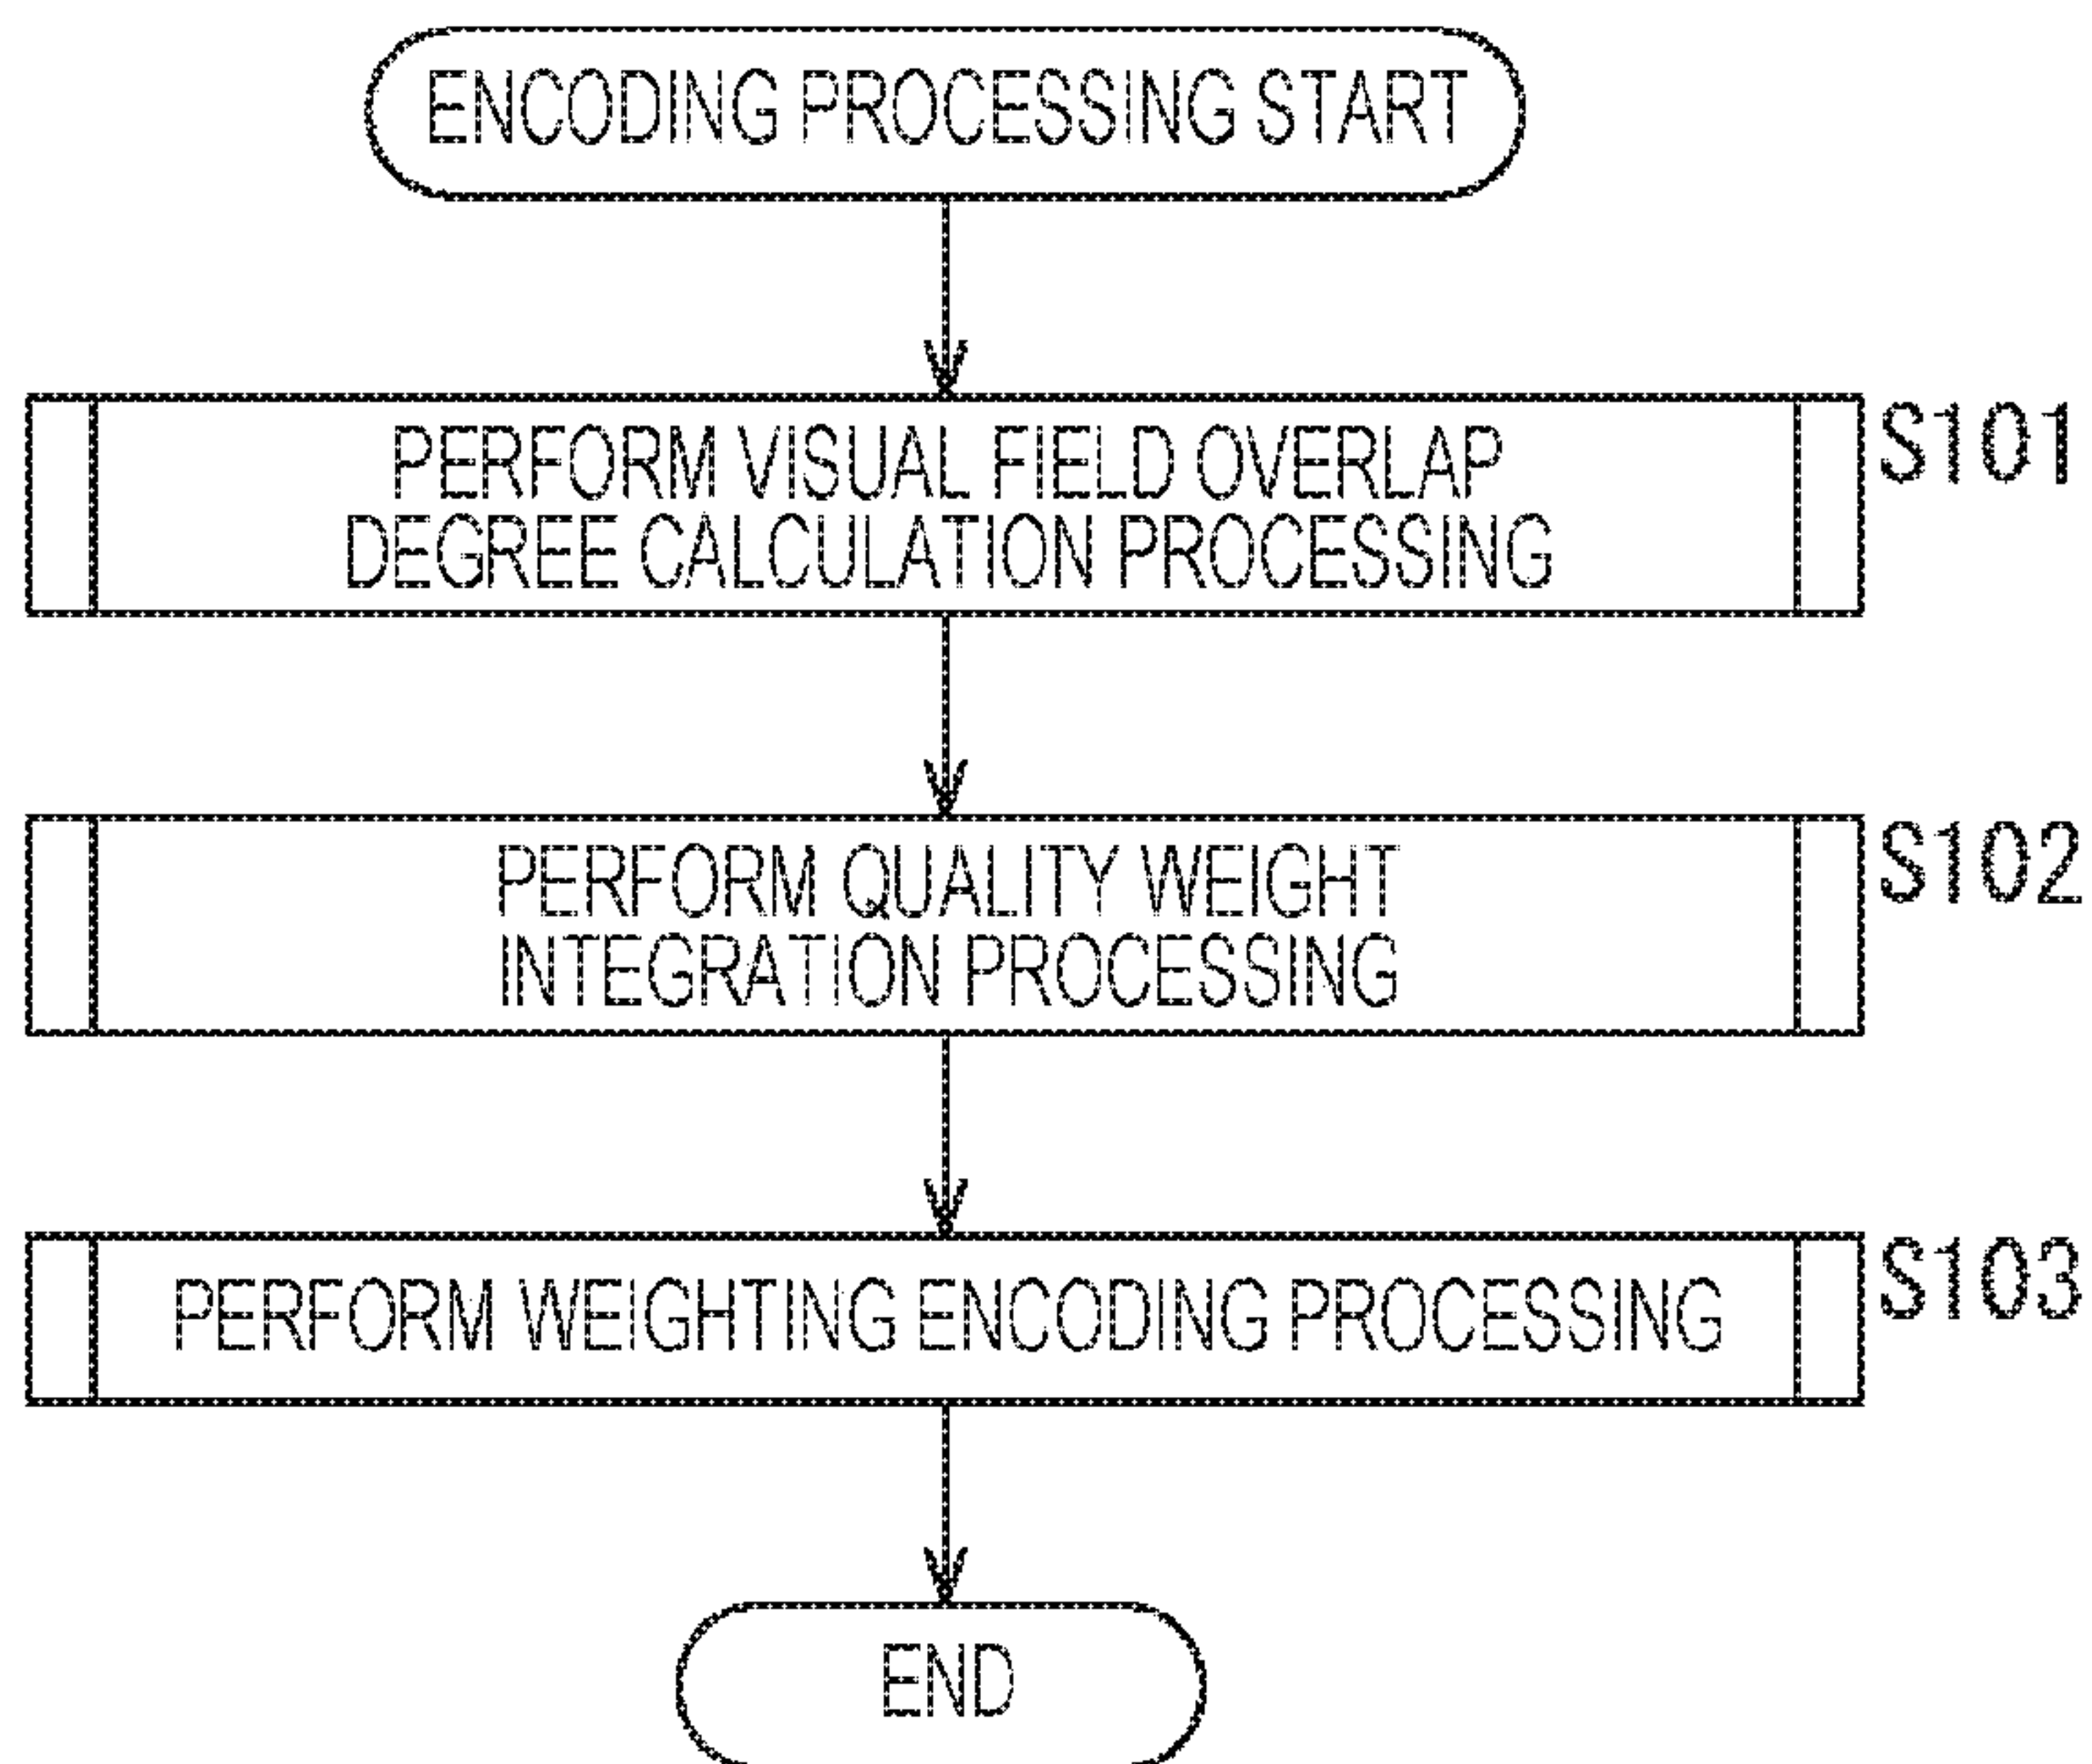 ENCODING PROCESSING START
PERFORM VISUAL FIELD OVERLAP
DEGREE CALCULATION PROCESSING
S101
PERFORM QUALITY WEIGHT
INTEGRATION PROCESSING
S102
PERFORM WEIGHTING ENCODING PROCESSING
S103
END